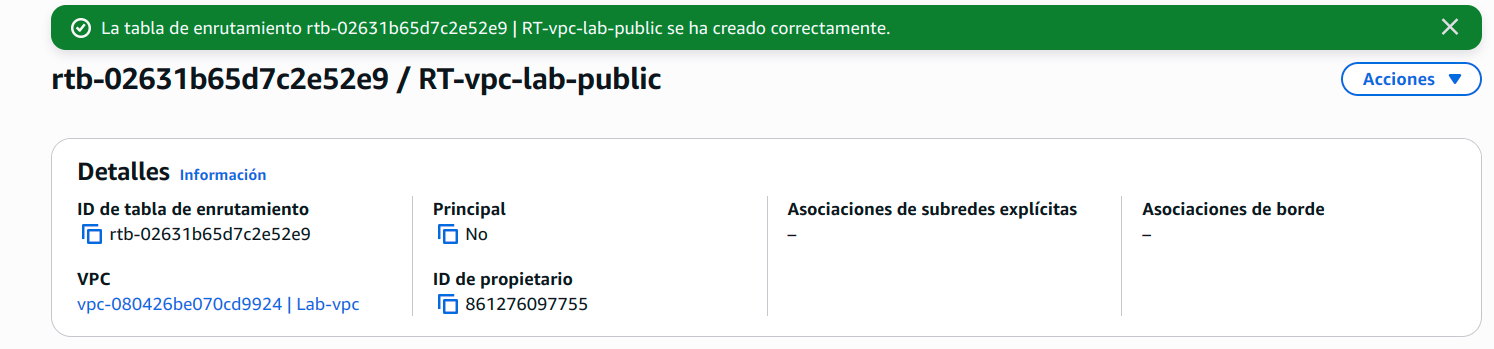 La tabla de enrutamiento rtb-02631b65d7c2e52e9 | RT-vpc-lab-public se ha creado correctamente.
rtb-02631b65d7c2e52e9 / RT-vpc-lab-public
Acciones
Detalles Información
ID de tabla de enrutamiento
rtb-02631b65d7c2e52e9
Principal
No
Asociaciones de subredes explícitas
–
Asociaciones de borde
–
VPC
vpc-080426be070cd9924 | Lab-vpc
ID de propietario
861276097755